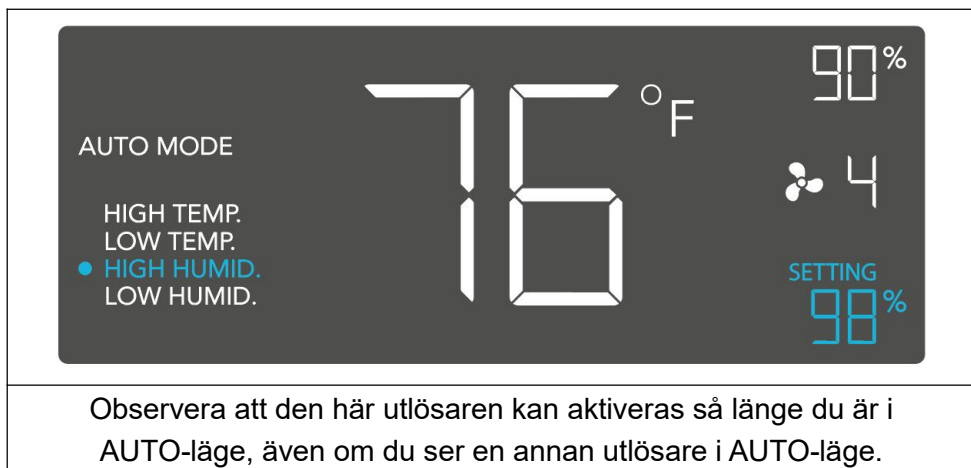 AUTO MODE
HIGH TEMP.
LOW TEMP.
HIGH HUMID.
LOW HUMID.
76 °F
90%
4
SETTING
98%
Observera att den här utlösaren kan aktiveras så länge du är i
AUTO-läge, även om du ser en annan utlösare i AUTO-läge.